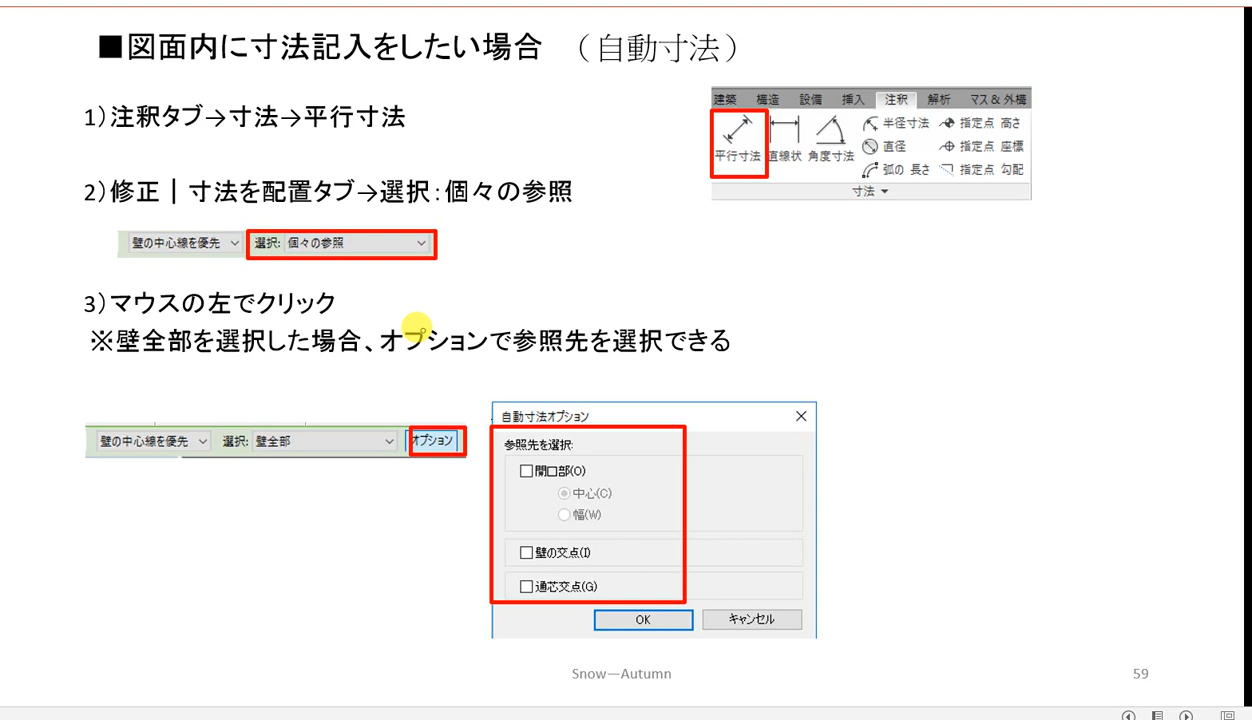 ■図面内に寸法記入をしたい場合 （自動寸法）
1）注釈タブ→寸法→平行寸法
建築 構造 設備 挿入 注釈 解析 マス & 外構
平行寸法 直線状 角度寸法
半径寸法 指定点 高さ
直径 指定点 座標
弧の 長さ 指定点 勾配
寸法 ▼
2）修正｜寸法を配置タブ→選択：個々の参照
壁の中心線を優先 選択: 個々の参照
3）マウスの左でクリック
※壁全部を選択した場合、オプションで参照先を選択できる
壁の中心線を優先 選択: 壁全部 オプション
自動寸法オプション
参照先を選択:
開口部(O)
中心(C)
幅(W)
壁の交点(I)
通芯交点(G)
OK キャンセル
Snow―Autumn
59